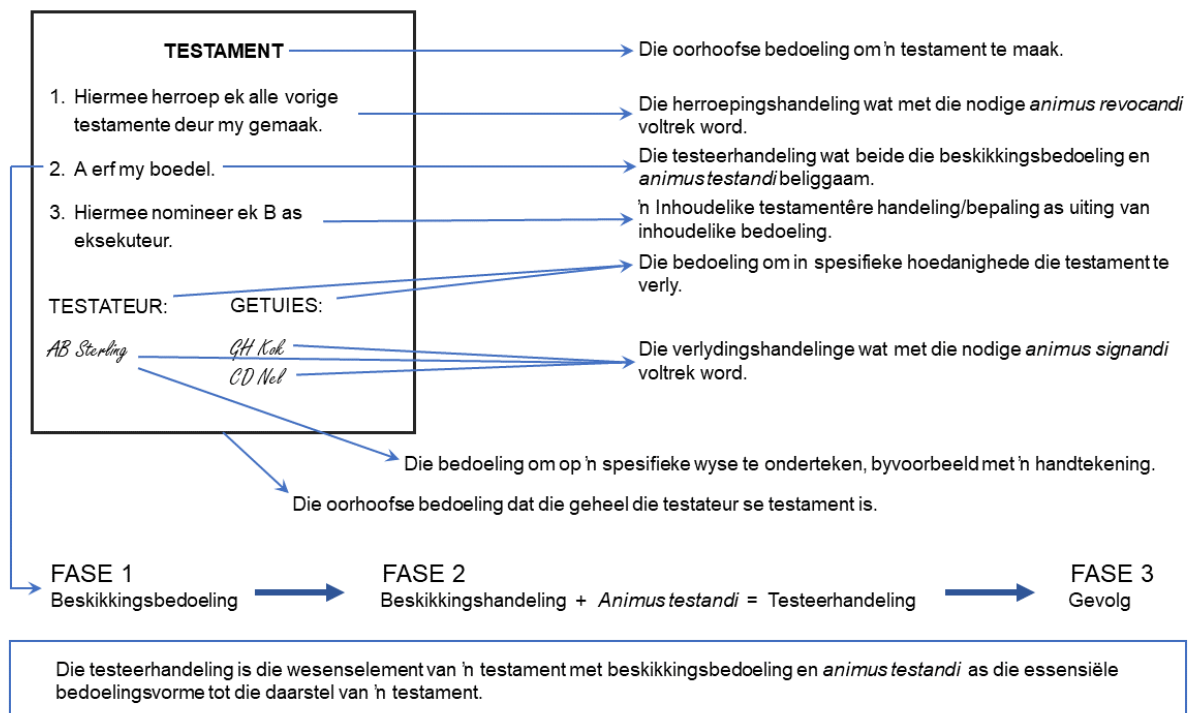 TESTAMENT
1. Hiermee herroep ek alle vorige
testamente deur my gemaak.
2. A erf my boedel.
3. Hiermee nomineer ek B as
eksekuteur.
TESTATEUR:
GETUIES:
AB Sterling
GH Kok
CD Nel
Die oorhoofse bedoeling om 'n testament te maak.
Die herroepingshandeling wat met die nodige animus revocandi
voltrek word.
Die testeerhandeling wat beide die beskikkingsbedoeling en
animus testandi beliggaam.
'n Inhoudelike testamentêre handeling/bepaling as uiting van
inhoudelike bedoeling.
Die bedoeling om in spesifieke hoedanighede die testament te
verly.
Die verlydingshandelinge wat met die nodige animus signandi
voltrek word.
Die bedoeling om op 'n spesifieke wyse te onderteken, byvoorbeeld met 'n handtekening.
Die oorhoofse bedoeling dat die geheel die testateur se testament is.
FASE 1
Beskikkingsbedoeling
FASE 2
Beskikkingshandeling + Animus testandi = Testeerhandeling
FASE 3
Gevolg
Die testeerhandeling is die wesenselement van 'n testament met beskikkingsbedoeling en animus testandi as die essensiële
bedoelingsvorme tot die daarstel van 'n testament.